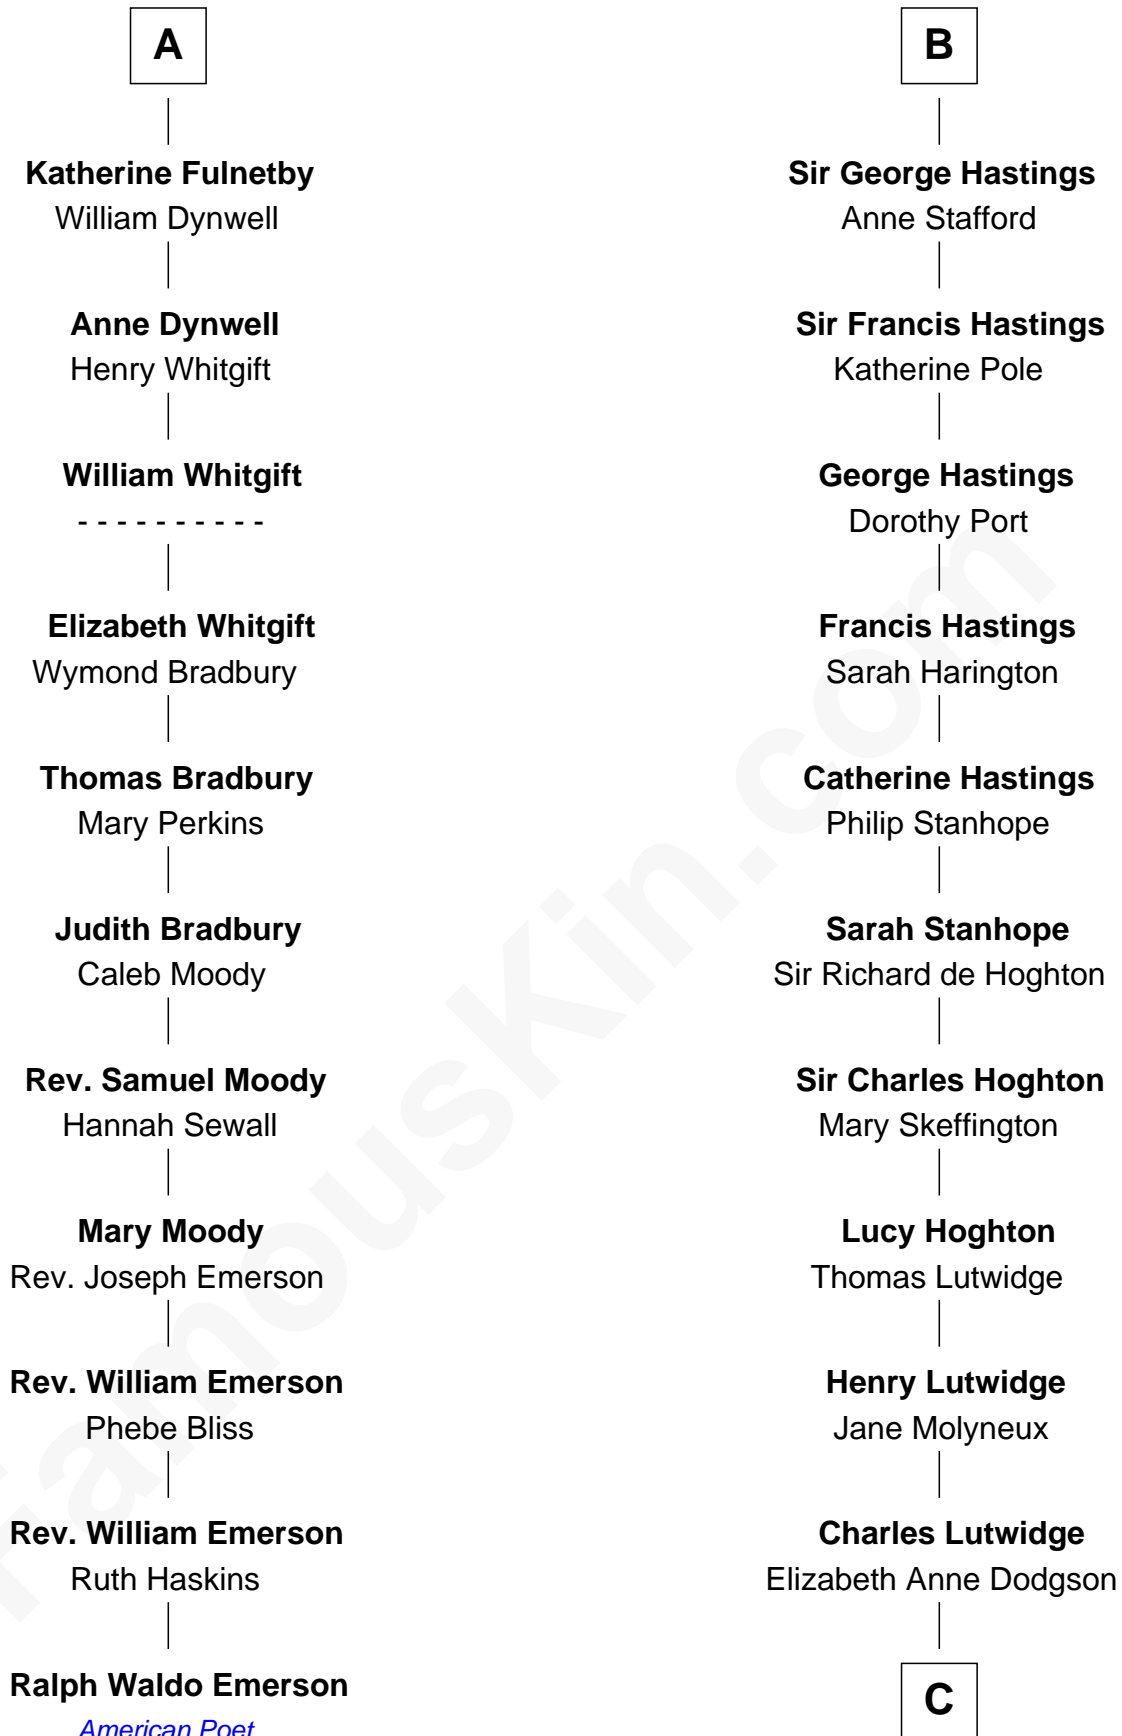 A
Katherine Fulnetby
William Dynwell
Anne Dynwell
Henry Whitgift
William Whitgift
- - - - - - - - - -
Elizabeth Whitgift
Wymond Bradbury
Thomas Bradbury
Mary Perkins
Judith Bradbury
Caleb Moody
Rev. Samuel Moody
Hannah Sewall
Mary Moody
Rev. Joseph Emerson
Rev. William Emerson
Phebe Bliss
Rev. William Emerson
Ruth Haskins
Ralph Waldo Emerson
American Poet
B
Sir George Hastings
Anne Stafford
Sir Francis Hastings
Katherine Pole
George Hastings
Dorothy Port
Francis Hastings
Sarah Harington
Catherine Hastings
Philip Stanhope
Sarah Stanhope
Sir Richard de Hoghton
Sir Charles Hoghton
Mary Skeffington
Lucy Hoghton
Thomas Lutwidge
Henry Lutwidge
Jane Molyneux
Charles Lutwidge
Elizabeth Anne Dodgson
C
FamousKin.com